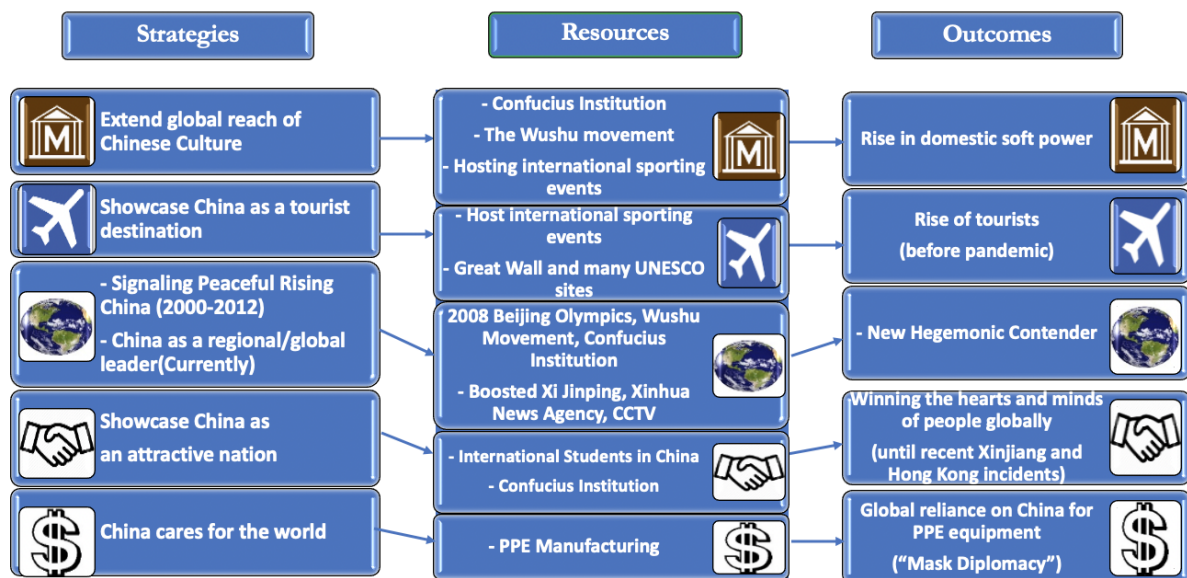 Strategies
Resources
Outcomes
Extend global reach of
Chinese Culture
- Confucius Institution
- The Wushu movement
- Hosting international sporting
events
Rise in domestic soft power
Showcase China as a tourist
destination
- Host international sporting
events
- Great Wall and many UNESCO
sites
Rise of tourists
(before pandemic)
- Signaling Peaceful Rising
China (2000-2012)
- China as a regional/global
leader(Currently)
2008 Beijing Olympics, Wushu
Movement, Confucius
Institution
- Boosted Xi Jinping, Xinhua
News Agency, CCTV
- New Hegemonic Contender
Showcase China as
an attractive nation
- International Students in China
- Confucius Institution
Winning the hearts and minds
of people globally
(until recent Xinjiang and
Hong Kong incidents)
China cares for the world
- PPE Manufacturing
Global reliance on China for
PPE equipment
(“Mask Diplomacy”)
M
M
M